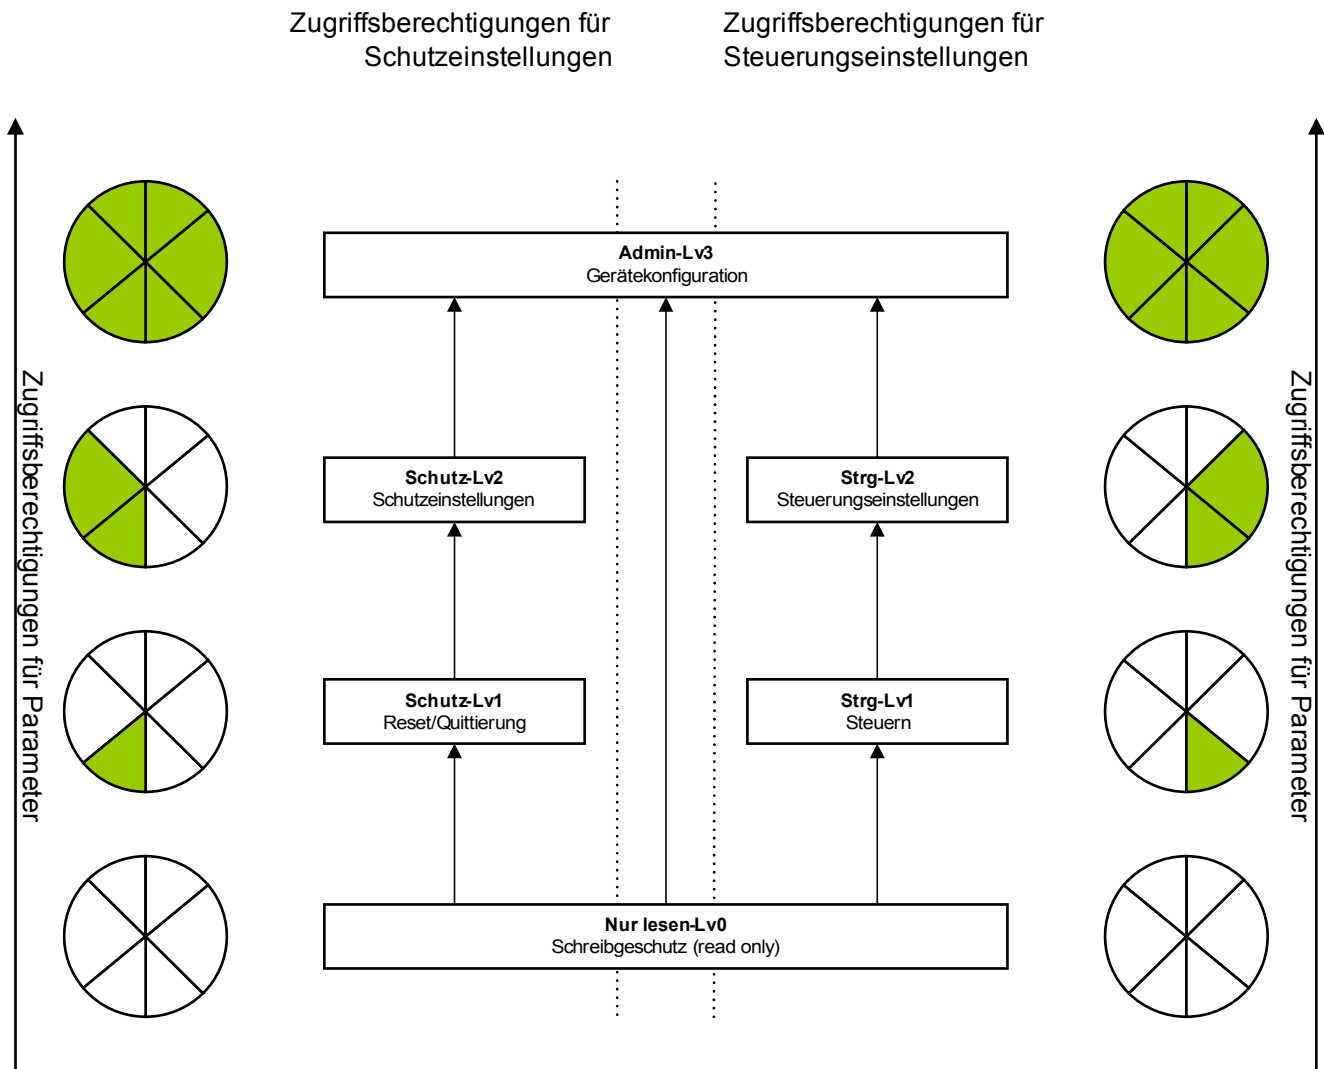 Zugriffsberechtigungen für
Schutzeinstellungen
Zugriffsberechtigungen für
Steuerungseinstellungen
Zugriffsberechtigungen für Parameter
Zugriffsberechtigungen für Parameter
Admin-Lv3
Gerätekonfiguration
Schutz-Lv2
Schutzeinstellungen
Strg-Lv2
Steuerungseinstellungen
Schutz-Lv1
Reset/Quittierung
Strg-Lv1
Steuern
Nur lesen-Lv0
Schreibgeschutz (read only)